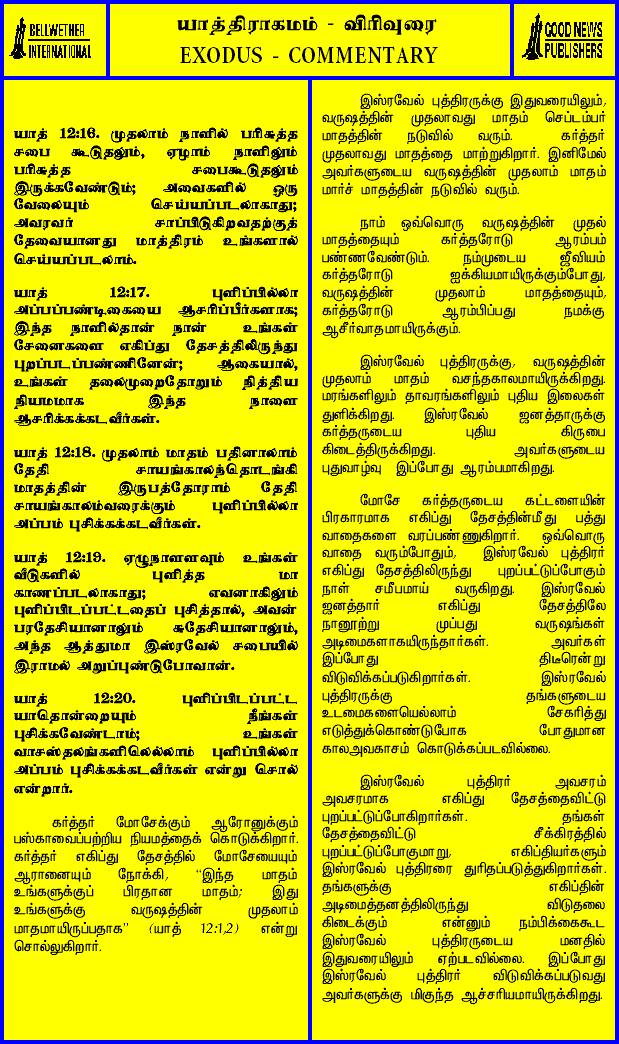 BELLWETHER
INTERNATIONAL
யாத்திராகமம் - விரிவுரை
EXODUS - COMMENTARY
GOOD NEWS
PUBLISHERS
யாத் 12:16. முதலாம் நாளில் பரிசுத்த
சபை கூடுதலும், ஏழாம் நாளிலும்
பரிசுத்த சபைகூடுதலும்
இருக்கவேண்டும்; அவைகளில் ஒரு
வேலையும் செய்யப்படலாகாது;
அவரவர் சாப்பிடுகிறவதற்குத்
தேவையானது மாத்திரம் உங்களால்
செய்யப்படலாம்.
யாத் 12:17. புளிப்பில்லா
அப்பப்பண்டிகையை ஆசரிப்பீர்களாக;
இந்த நாளில்தான் நான் உங்கள்
சேனைகளை எகிப்து தேசத்திலிருந்து
புறப்படப்பண்ணினேன்; ஆகையால்,
உங்கள் தலைமுறைதோறும் நித்திய
நியமமாக இந்த நாளை
ஆசரிக்கக்கடவீர்கள்.
யாத் 12:18. முதலாம் மாதம் பதினாலாம்
தேதி சாயங்காலந்தொடங்கி
மாதத்தின் இருபத்தோராம் தேதி
சாயங்காலம்வரைக்கும் புளிப்பில்லா
அப்பம் புசிக்கக்கடவீர்கள்.
யாத் 12:19. ஏழுநாளளவும் உங்கள்
வீடுகளில் புளித்த மா
காணப்படலாகாது; எவனாகிலும்
புளிப்பிடப்பட்டதைப் புசித்தால், அவன்
பரதேசியானாலும் சுதேசியானாலும்,
அந்த ஆத்துமா இஸ்ரவேல் சபையில்
இராமல் அறுப்புண்டுபோவான்.
யாத் 12:20. புளிப்பிடப்பட்ட
யாதொன்றையும் நீங்கள்
புசிக்கவேண்டாம்; உங்கள்
வாசஸ்தலங்களிலெல்லாம் புளிப்பில்லா
அப்பம் புசிக்கக்கடவீர்கள் என்று சொல்
என்றார்.
கர்த்தர் மோசேக்கும் ஆரோனுக்கும்
பஸ்காவைப்பற்றிய நியமத்தைக் கொடுக்கிறார்.
கர்த்தர் எகிப்து தேசத்தில் மோசேயையும்
ஆரானையும் நோக்கி, “இந்த மாதம்
உங்களுக்குப் பிரதான மாதம்; இது
உங்களுக்கு வருஷத்தின் முதலாம்
மாதமாயிருப்பதாக” (யாத் 12:1,2) என்று
சொல்லுகிறார்.
இஸ்ரவேல் புத்திரருக்கு இதுவரையிலும்,
வருஷத்தின் முதலாவது மாதம் செப்டம்பர்
மாதத்தின் நடுவில் வரும். கர்த்தர்
முதலாவது மாதத்தை மாற்றுகிறார். இனிமேல்
அவர்களுடைய வருஷத்தின் முதலாம் மாதம்
மார்ச் மாதத்தின் நடுவில் வரும்.
நாம் ஒவ்வொரு வருஷத்தின் முதல்
மாதத்தையும் கர்த்தரோடு ஆரம்பம்
பண்ணவேண்டும். நம்முடைய ஜீவியம்
கர்த்தரோடு ஐக்கியமாயிருக்கும்போது,
வருஷத்தின் முதலாம் மாதத்தையும்,
கர்த்தரோடு ஆரம்பிப்பது நமக்கு
ஆசீர்வாதமாயிருக்கும்.
இஸ்ரவேல் புத்திரருக்கு, வருஷத்தின்
முதலாம் மாதம் வசந்தகாலமாயிருக்கிறது.
மரங்களிலும் தாவரங்களிலும் புதிய இலைகள்
துளிக்கிறது. இஸ்ரவேல் ஜனத்தாருக்கு
கர்த்தருடைய புதிய கிருபை
கிடைத்திருக்கிறது. அவர்களுடைய
புதுவாழ்வு இப்போது ஆரம்பமாகிறது.
மோசே கர்த்தருடைய கட்டளையின்
பிரகாரமாக எகிப்து தேசத்தின்மீது பத்து
வாதைகளை வரப்பண்ணுகிறார். ஒவ்வொரு
வாதை வரும்போதும், இஸ்ரவேல் புத்திரர்
எகிப்து தேசத்திலிருந்து புறப்பட்டுப்போகும்
நாள் சமீபமாய் வருகிறது. இஸ்ரவேல்
ஜனத்தார் எகிப்து தேசத்திலே
நானூற்று முப்பது வருஷங்கள்
அடிமைகளாகயிருந்தார்கள். அவர்கள்
இப்போது திடீரென்று
விடுவிக்கப்படுகிறார்கள். இஸ்ரவேல்
புத்திரருக்கு தங்களுடைய
உடமைகளையெல்லாம் சேகரித்து
எடுத்துக்கொண்டுபோக போதுமான
காலஅவகாசம் கொடுக்கப்படவில்லை.
இஸ்ரவேல் புத்திரர் அவசரம்
அவசரமாக எகிப்து தேசத்தைவிட்டு
புறப்பட்டுப்போகிறார்கள். தங்கள்
தேசத்தைவிட்டு சீக்கிரத்தில்
புறப்பட்டுப்போகுமாறு, எகிப்தியர்களும்
இஸ்ரவேல் புத்திரரை துரிதப்படுத்துகிறார்கள்.
தங்களுக்கு எகிப்தின்
அடிமைத்தனத்திலிருந்து விடுதலை
கிடைக்கும் என்னும் நம்பிக்கைகூட
இஸ்ரவேல் புத்திரருடைய மனதில்
இதுவரையிலும் ஏற்படவில்லை. இப்போது
இஸ்ரவேல் புத்திரர் விடுவிக்கப்படுவது
அவர்களுக்கு மிகுந்த ஆச்சரியமாயிருக்கிறது.